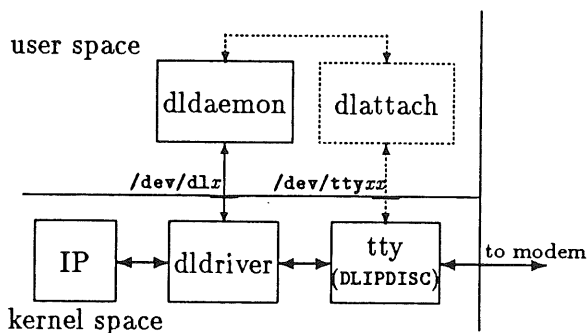 user space
dldaemon
dlattach
/dev/dlx
/dev/ttyxx
IP
dldriver
tty
(DLIPDISC)
to modem
kernel space